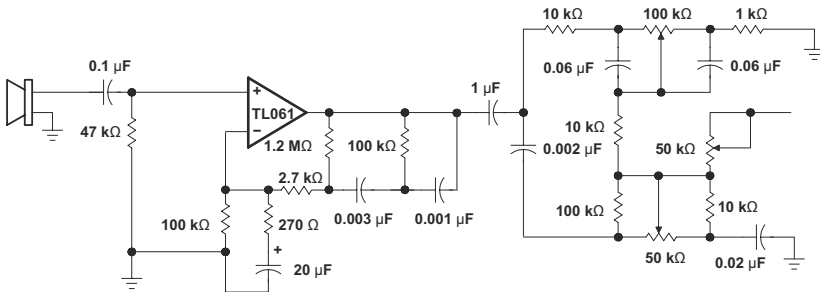 10 kΩ
100 kΩ
1 kΩ
0.1 µF
0.06 µF
0.06 µF
1 µF
+
TL061
−
47 kΩ
1.2 MΩ
100 kΩ
10 kΩ
0.002 µF
50 kΩ
2.7 kΩ
100 kΩ
270 Ω
0.003 µF
0.001 µF
100 kΩ
10 kΩ
+
20 µF
50 kΩ
0.02 µF